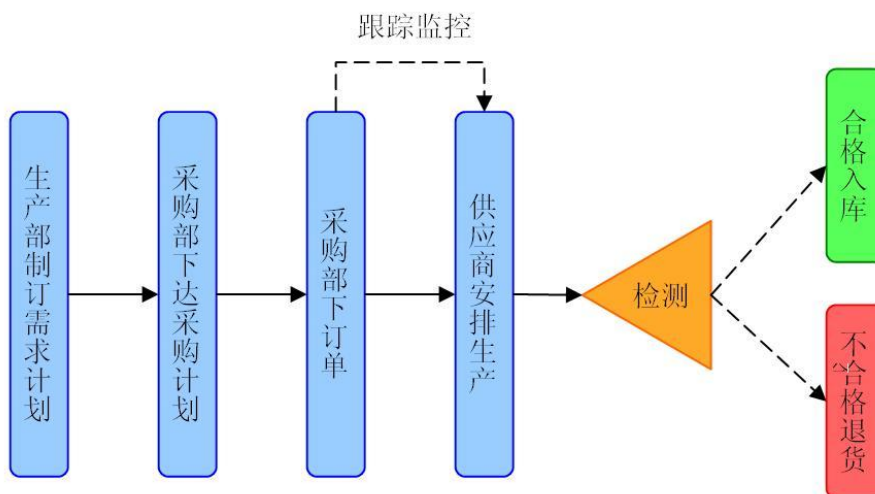 跟踪监控
生产部制订需求计划
采购部下达采购计划
采购部下订单
供应商安排生产
检测
合格入库
不合格退货